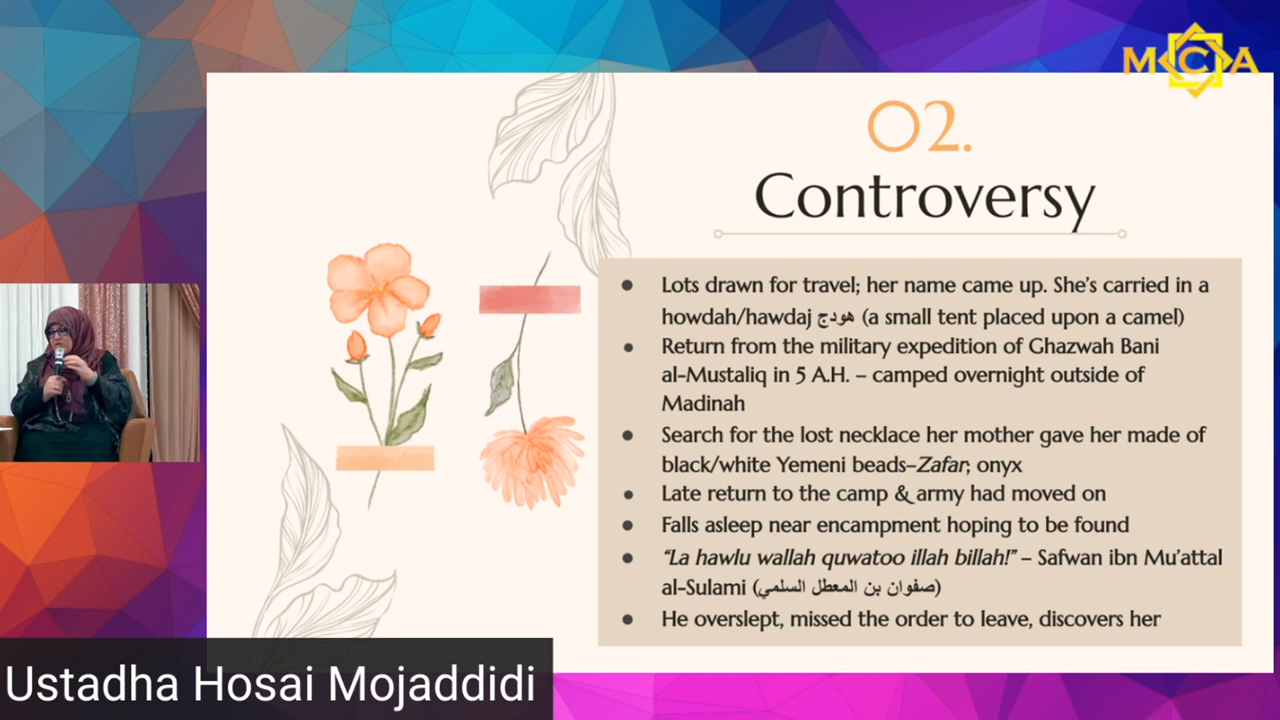 MCA
02.
Controversy
• Lots drawn for travel; her name came up. She’s carried in a
howdah/hawdaj هودج (a small tent placed upon a camel)
• Return from the military expedition of Ghazwah Bani
al-Mustaliq in 5 A.H. – camped overnight outside of
Madinah
• Search for the lost necklace her mother gave her made of
black/white Yemeni beads–Zafar; onyx
• Late return to the camp & army had moved on
• Falls asleep near encampment hoping to be found
• “La hawlu wallah quwatoo illah billah!” – Safwan ibn Mu’attal
al-Sulami (صفوان بن المعطل السلمي)
• He overslept, missed the order to leave, discovers her
Ustadha Hosai Mojaddidi